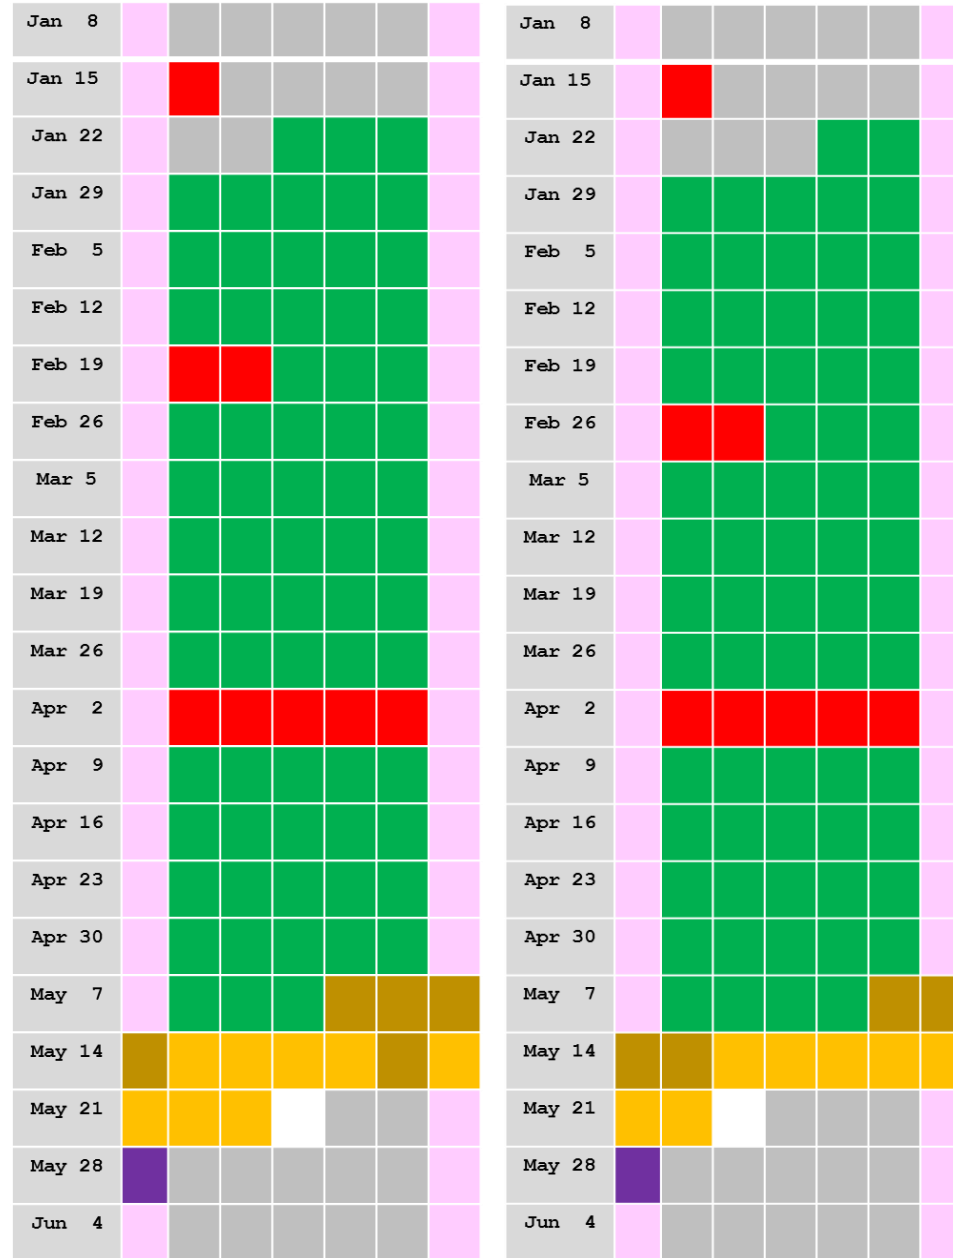 Jan 8
Jan 15
Jan 22
Jan 29
Feb 5
Feb 12
Feb 19
Feb 26
Mar 5
Mar 12
Mar 19
Mar 26
Apr 2
Apr 9
Apr 16
Apr 23
Apr 30
May 7
May 14
May 21
May 28
Jun 4
Jan 8
Jan 15
Jan 22
Jan 29
Feb 5
Feb 12
Feb 19
Feb 26
Mar 5
Mar 12
Mar 19
Mar 26
Apr 2
Apr 9
Apr 16
Apr 23
Apr 30
May 7
May 14
May 21
May 28
Jun 4